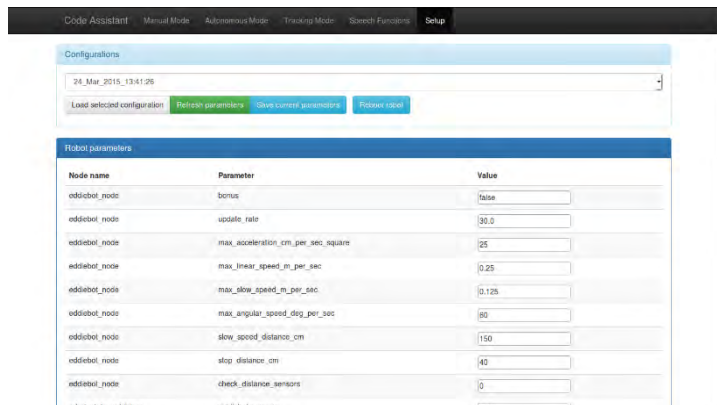 Code Assistant Manual Mode Autonomous Mode Tracking Mode Speech Functions Setup
Configurations
24_Mar_2015_13:41:26
Load selected configuration Refresh parameters Save current parameters Reboot robot
Robot parameters
Node name Parameter Value
eddiebot_node bonus false
eddiebot_node update_rate 30.0
eddiebot_node max_acceleration_cm_per_sec_square 25
eddiebot_node max_linear_speed_m_per_sec 0.25
eddiebot_node max_slow_speed_m_per_sec 0.125
eddiebot_node max_angular_speed_deg_per_sec 60
eddiebot_node slow_speed_distance_cm 150
eddiebot_node stop_distance_cm 40
eddiebot_node check_distance_sensors 0